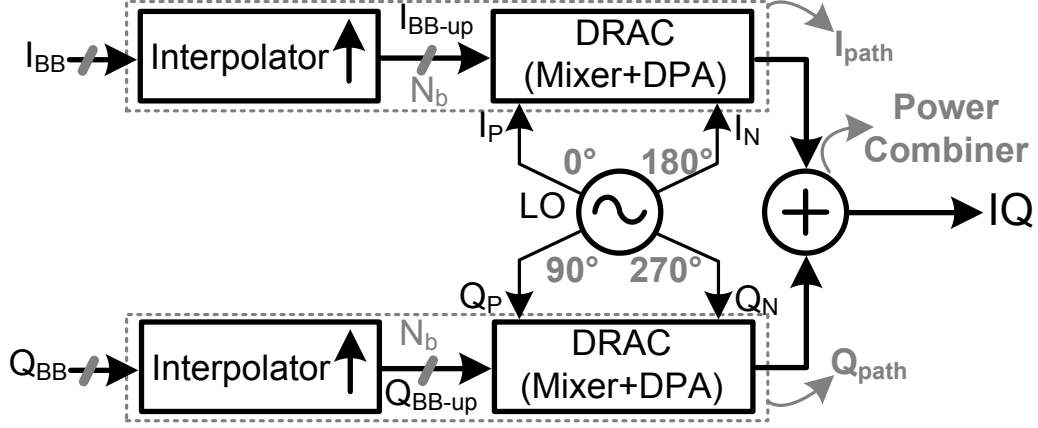 I_BB
Interpolator
I_BB-up
N_b
DRAC
(Mixer+DPA)
I_path
I_P
I_N
0°
180°
LO
90°
270°
Power
Combiner
IQ
Q_P
Q_N
Q_BB
Interpolator
N_b
Q_BB-up
DRAC
(Mixer+DPA)
Q_path